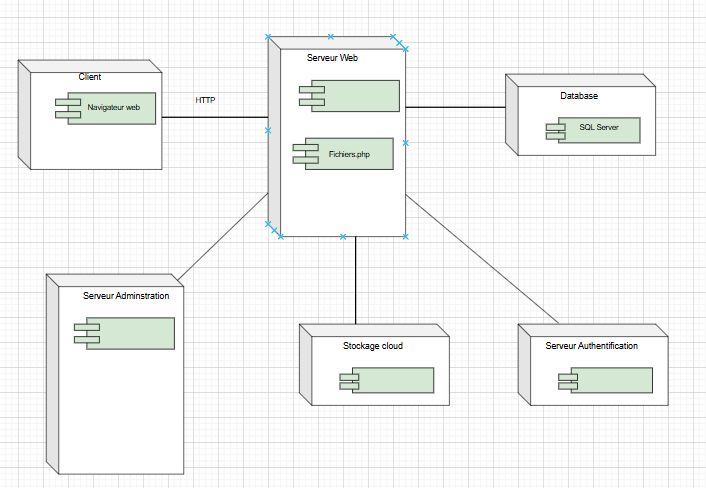 Serveur Web
Client
Navigateur web
HTTP
Database
SQL Server
Fichiers.php
Serveur Adminstration
Stockage cloud
Serveur Authentification